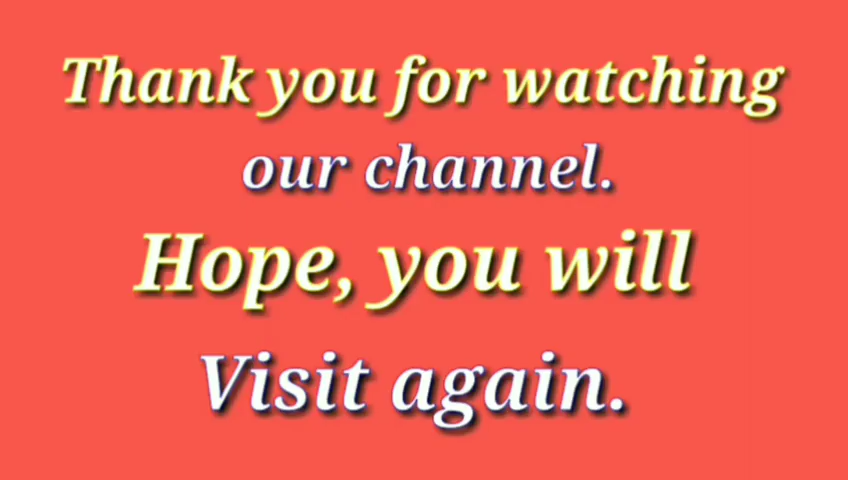 Thank you for watching
our channel.
Hope, you will
Visit again.